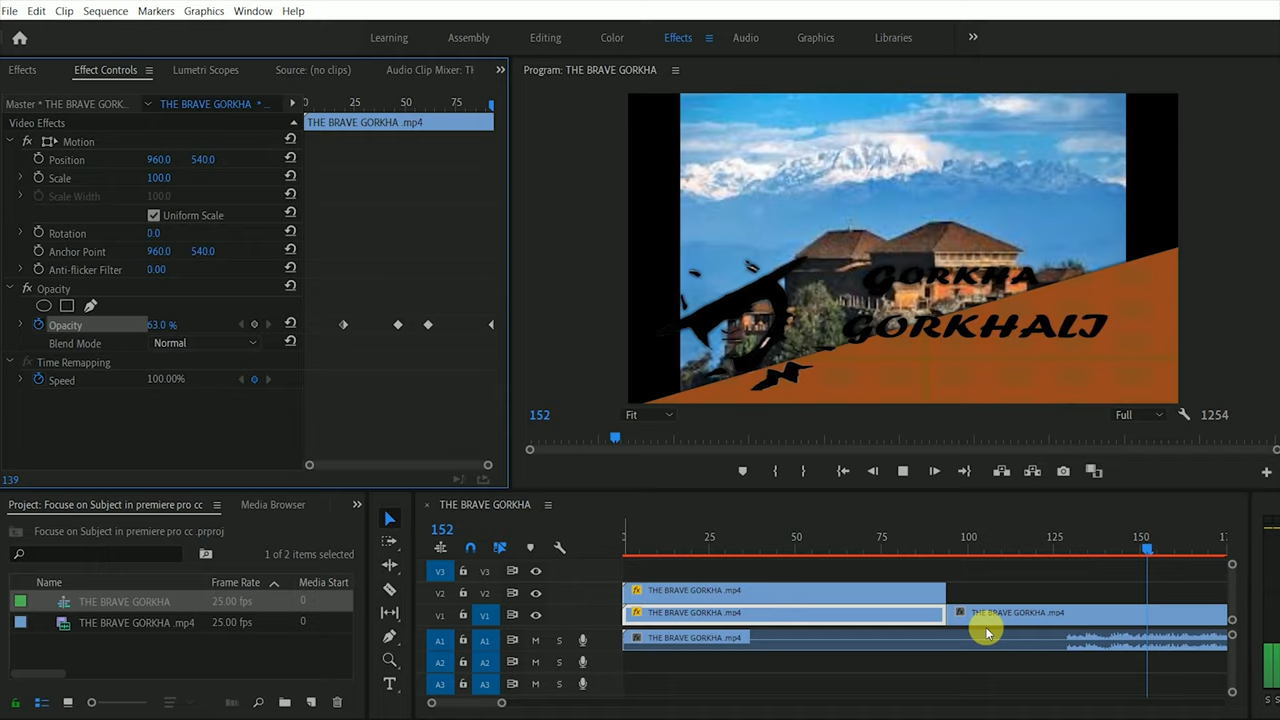 File Edit Clip Sequence Markers Graphics Window Help
Learning Assembly Editing Color Effects Audio Graphics Libraries
Effects Effect Controls Lumetri Scopes Source: (no clips) Audio Clip Mixer: T
Program: THE BRAVE GORKHA
Master * THE BRAVE GORK... THE BRAVE GORKHA * ...
0 25 50 75
Video Effects
THE BRAVE GORKHA .mp4
Motion
Position 960.0 540.0
Scale 100.0
Scale Width 100.0
Uniform Scale
Rotation 0.0
Anchor Point 960.0 540.0
Anti-flicker Filter 0.00
Opacity
Opacity 63.0 %
Blend Mode Normal
Time Remapping
Speed 100.00%
139
GORKHA
GORKHALI
152 Fit Full 1254
Project: Focus on Subject in premiere pro cc Media Browser
Focus on Subject in premiere pro cc .prproj
1 of 2 items selected
Name Frame Rate Media Start
THE BRAVE GORKHA 25.00 fps 0
THE BRAVE GORKHA .mp4 25.00 fps 0
× THE BRAVE GORKHA
152
25 50 75 100 125 150
V3 V3
V2 V2 THE BRAVE GORKHA .mp4
V1 V1 THE BRAVE GORKHA .mp4 THE BRAVE GORKHA .mp4
A1 A1 M S THE BRAVE GORKHA .mp4
A2 A2 M S
A3 A3 M S
S S